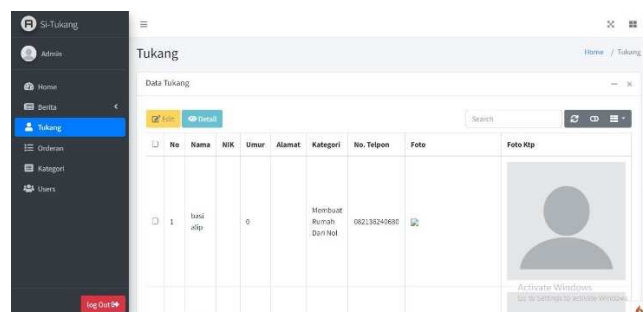 Si-Tukang
Admin
Home
Berita
Tukang
Orderan
Kategori
Users
log Out
Tukang
Home / Tukang
Data Tukang
Edit
Detail
Search
No Nama NIK Umur Alamat Kategori No. Telpon Foto Foto Ktp
1 basi alip 0 Membuat Rumah Dari Nol 082136240680
Activate Windows
Go to Settings to activate Windows.